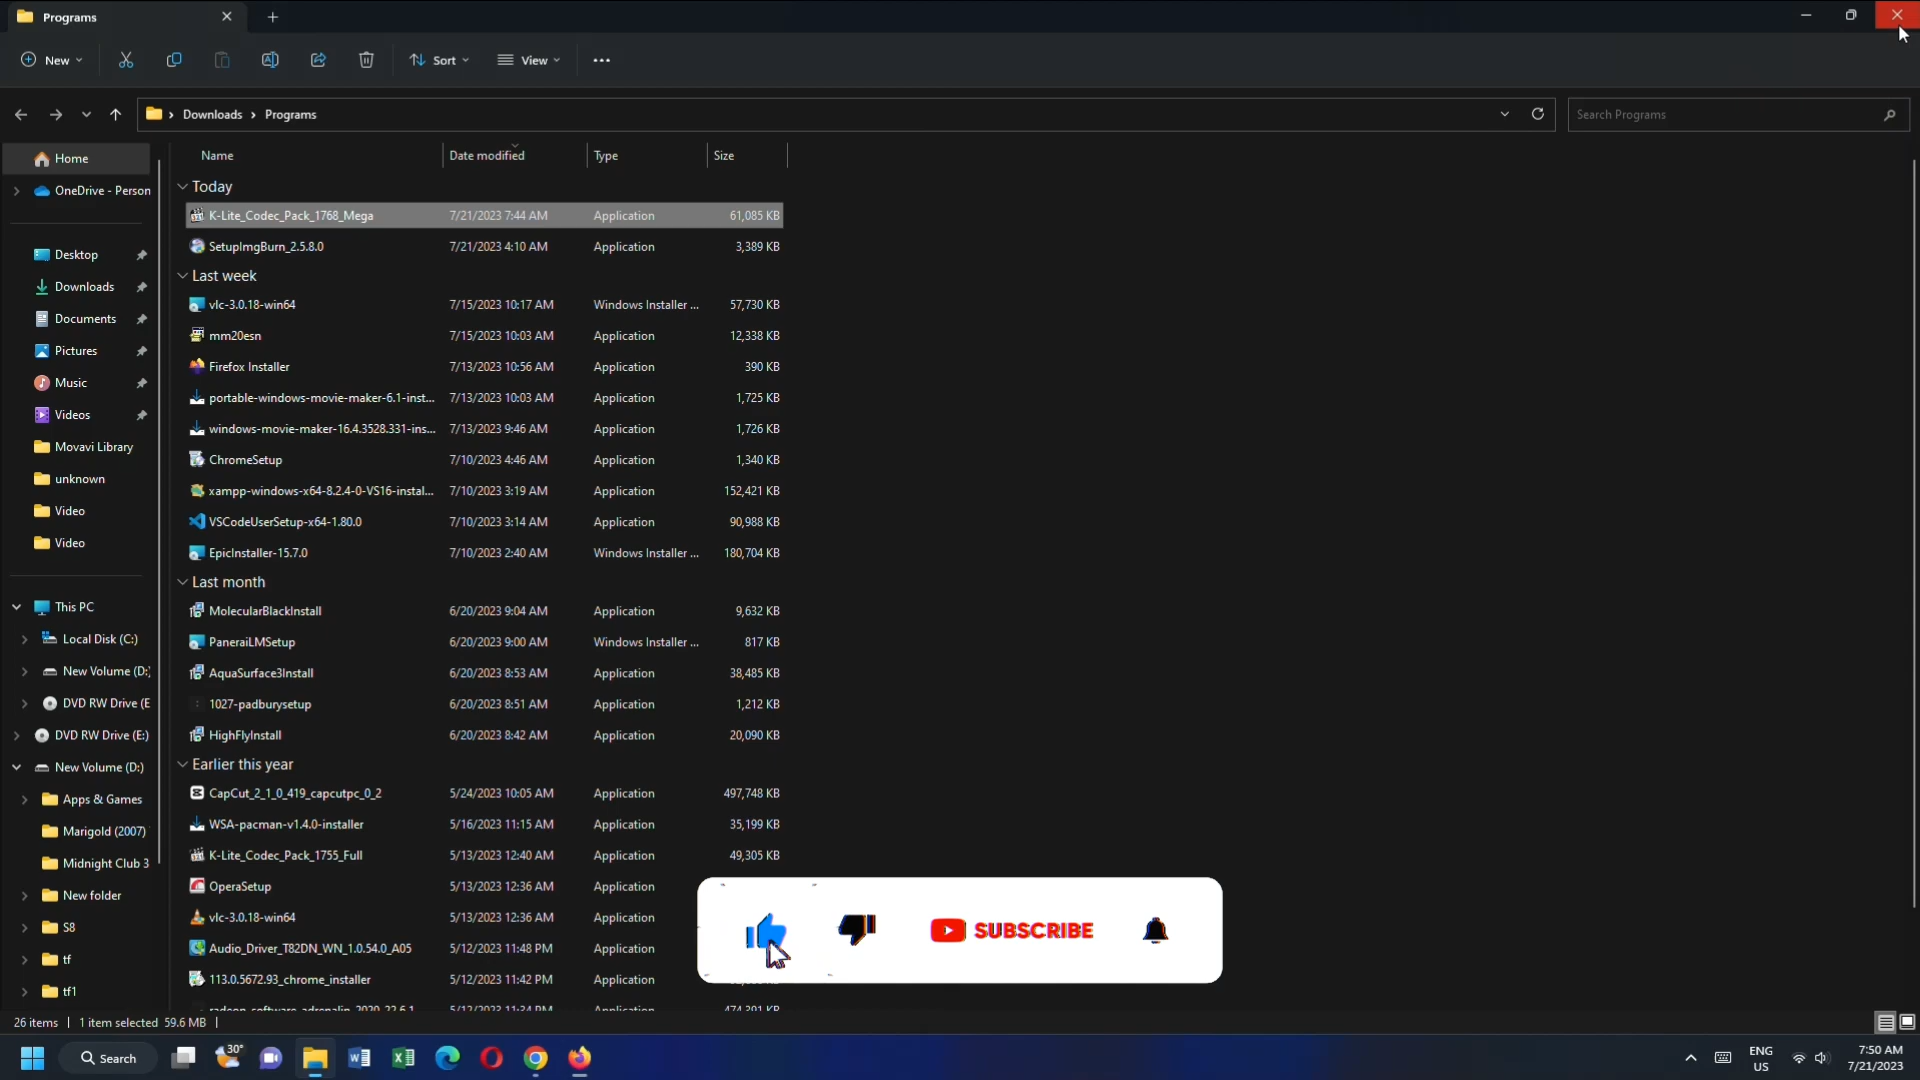 Programs
New
Sort
View
Downloads
Programs
Search Programs
Name
Date modified
Type
Size
Home
OneDrive - Person
Desktop
Downloads
Documents
Pictures
Music
Videos
Movavi Library
unknown
Video
Video
This PC
Local Disk (C:)
New Volume (D:)
DVD RW Drive (E
DVD RW Drive (E:)
New Volume (D:)
Apps & Games
Marigold (2007)
Midnight Club 3
New folder
S8
tf
tf1
Today
K-Lite_Codec_Pack_1768_Mega 7/21/2023 7:44 AM Application 61,085 KB
SetupImgBurn_2.5.8.0 7/21/2023 4:10 AM Application 3,389 KB
Last week
vlc-3.0.18-win64 7/15/2023 10:17 AM Windows Installer ... 57,730 KB
mm20esn 7/15/2023 10:03 AM Application 12,338 KB
Firefox Installer 7/13/2023 10:56 AM Application 390 KB
portable-windows-movie-maker-6.1-inst... 7/13/2023 10:03 AM Application 1,725 KB
windows-movie-maker-16.4.3528.331-ins... 7/13/2023 9:46 AM Application 1,726 KB
ChromeSetup 7/10/2023 4:46 AM Application 1,340 KB
xampp-windows-x64-8.2.4-0-VS16-instal... 7/10/2023 3:19 AM Application 152,421 KB
VSCodeUserSetup-x64-1.80.0 7/10/2023 3:14 AM Application 90,988 KB
EpicInstaller-15.7.0 7/10/2023 2:40 AM Windows Installer ... 180,704 KB
Last month
MolecularBlackInstall 6/20/2023 9:04 AM Application 9,632 KB
PaneraiLMSetup 6/20/2023 9:00 AM Windows Installer ... 817 KB
AquaSurface3Install 6/20/2023 8:53 AM Application 38,485 KB
1027-padburysetup 6/20/2023 8:51 AM Application 1,212 KB
HighFlyInstall 6/20/2023 8:42 AM Application 20,090 KB
Earlier this year
CapCut_2_1_0_419_capcutpc_0_2 5/24/2023 10:05 AM Application 497,748 KB
WSA-pacman-v1.4.0-installer 5/16/2023 11:15 AM Application 35,199 KB
K-Lite_Codec_Pack_1755_Full 5/13/2023 12:40 AM Application 49,305 KB
OperaSetup 5/13/2023 12:36 AM Application
vlc-3.0.18-win64 5/13/2023 12:36 AM Application
Audio_Driver_T82DN_WN_1.0.54.0_A05 5/12/2023 11:48 PM Application
113.0.5672.93_chrome_installer 5/12/2023 11:42 PM Application
radeon-software-adrenalin-2020-22.6.1 5/12/2023 11:34 PM Application 474,391 KB
SUBSCRIBE
26 items
1 item selected 59.6 MB
30°
Search
ENG
US
7:50 AM
7/21/2023